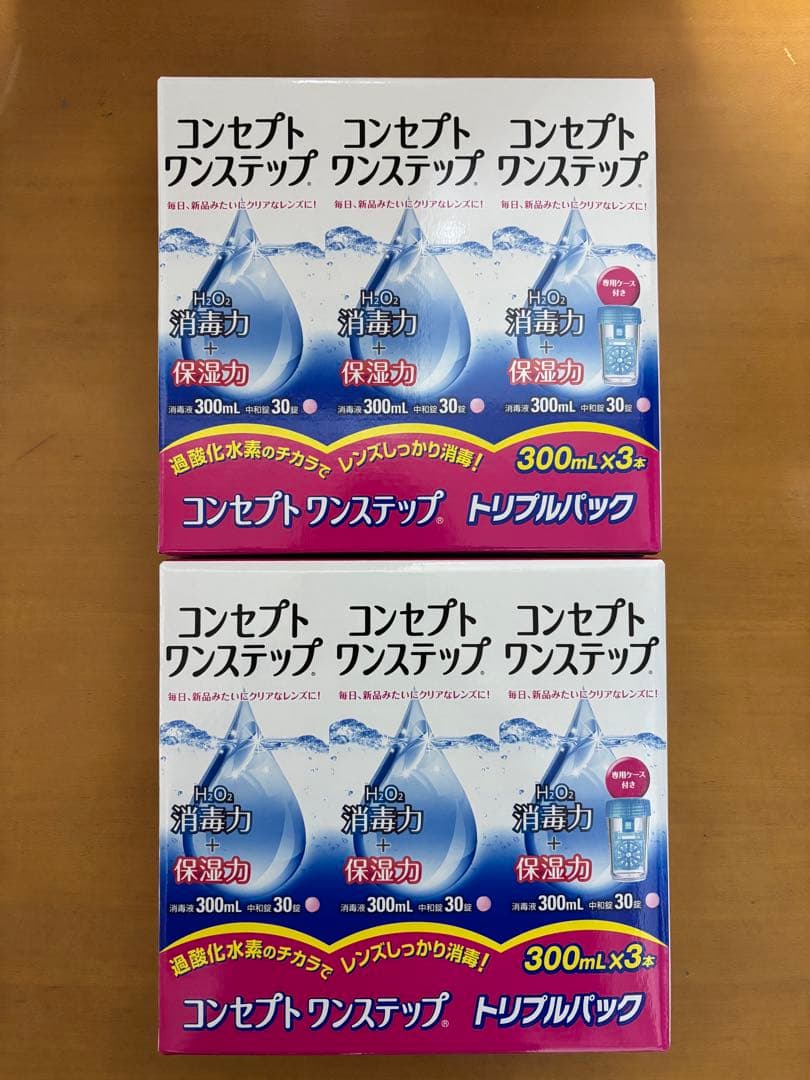 コンセプト
ワンステップ®
毎日、新品みたいにクリアなレンズに!
H₂O₂
消毒力
+
保湿力
消毒液 300mL 中和錠 30錠
コンセプト
ワンステップ®
毎日、新品みたいにクリアなレンズに!
H₂O₂
消毒力
+
保湿力
消毒液 300mL 中和錠 30錠
コンセプト
ワンステップ®
毎日、新品みたいにクリアなレンズに!
専用ケース
付き
H₂O₂
消毒力
+
保湿力
消毒液 300mL 中和錠 30錠
過酸化水素のチカラで レンズしっかり消毒! 300mL×3本
コンセプト ワンステップ® トリプルパック
コンセプト
ワンステップ®
毎日、新品みたいにクリアなレンズに!
H₂O₂
消毒力
+
保湿力
消毒液 300mL 中和錠 30錠
コンセプト
ワンステップ®
毎日、新品みたいにクリアなレンズに!
H₂O₂
消毒力
+
保湿力
消毒液 300mL 中和錠 30錠
コンセプト
ワンステップ®
毎日、新品みたいにクリアなレンズに!
専用ケース
付き
H₂O₂
消毒力
+
保湿力
消毒液 300mL 中和錠 30錠
過酸化水素のチカラで レンズしっかり消毒! 300mL×3本
コンセプト ワンステップ® トリプルパック